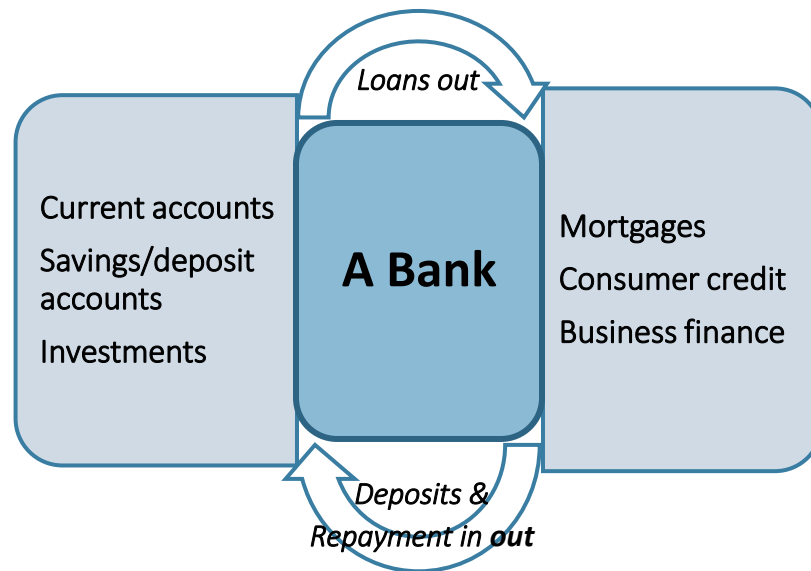 Loans out
Current accounts
Savings/deposit
accounts
Investments
A Bank
Mortgages
Consumer credit
Business finance
Deposits &
Repayment in out